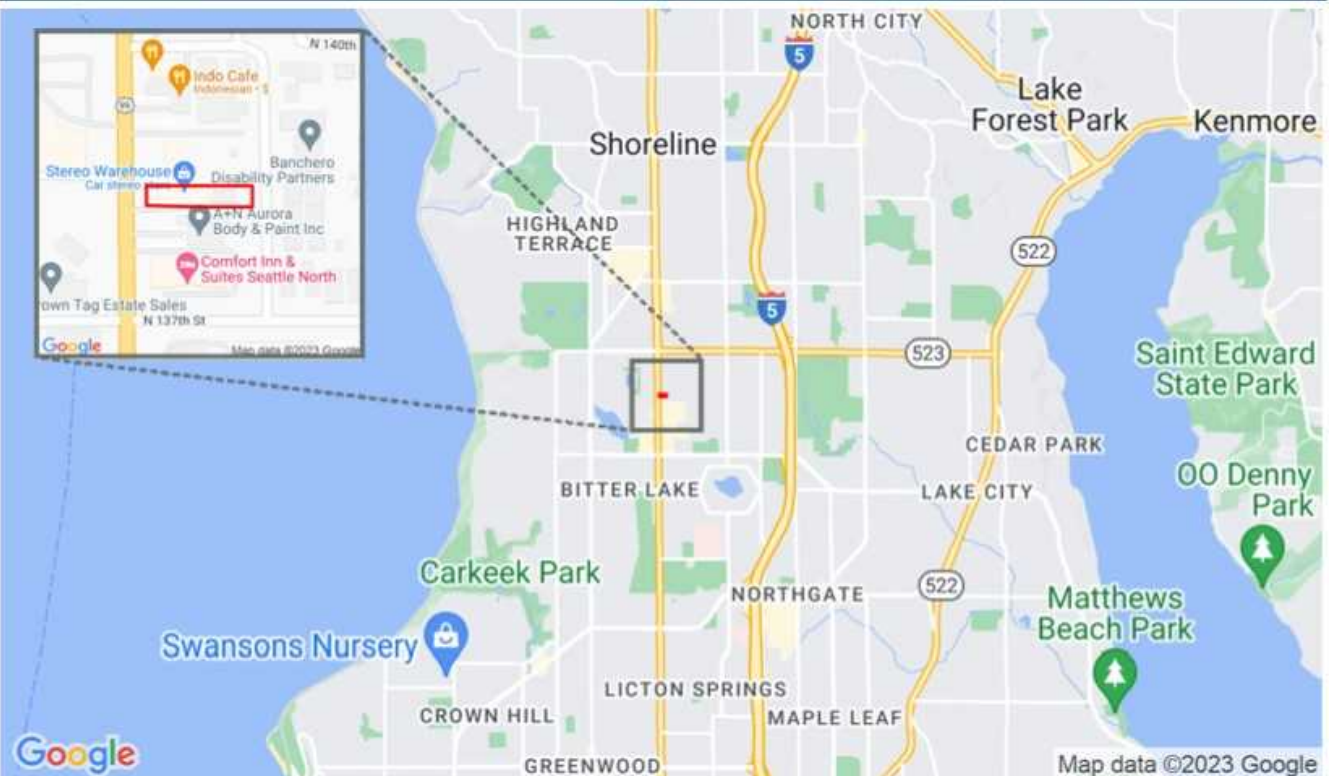 N 140th
Indo Cafe
Indonesian • $
99
Banchero
Disability Partners
Stereo Warehouse
Car stereo
A+N Aurora
Body & Paint Inc
Comfort Inn &
Suites Seattle North
rown Tag Estate Sales
N 137th St
Google
Map data ©2023 Google
NORTH CITY
5
Lake
Forest Park
Kenmore
Shoreline
HIGHLAND
TERRACE
522
5
523
Saint Edward
State Park
CEDAR PARK
BITTER LAKE
LAKE CITY
OO Denny
Park
Carkeek Park
NORTHGATE
522
Matthews
Beach Park
Swansons Nursery
LICTON SPRINGS
CROWN HILL
MAPLE LEAF
Google
GREENWOOD
Map data ©2023 Google